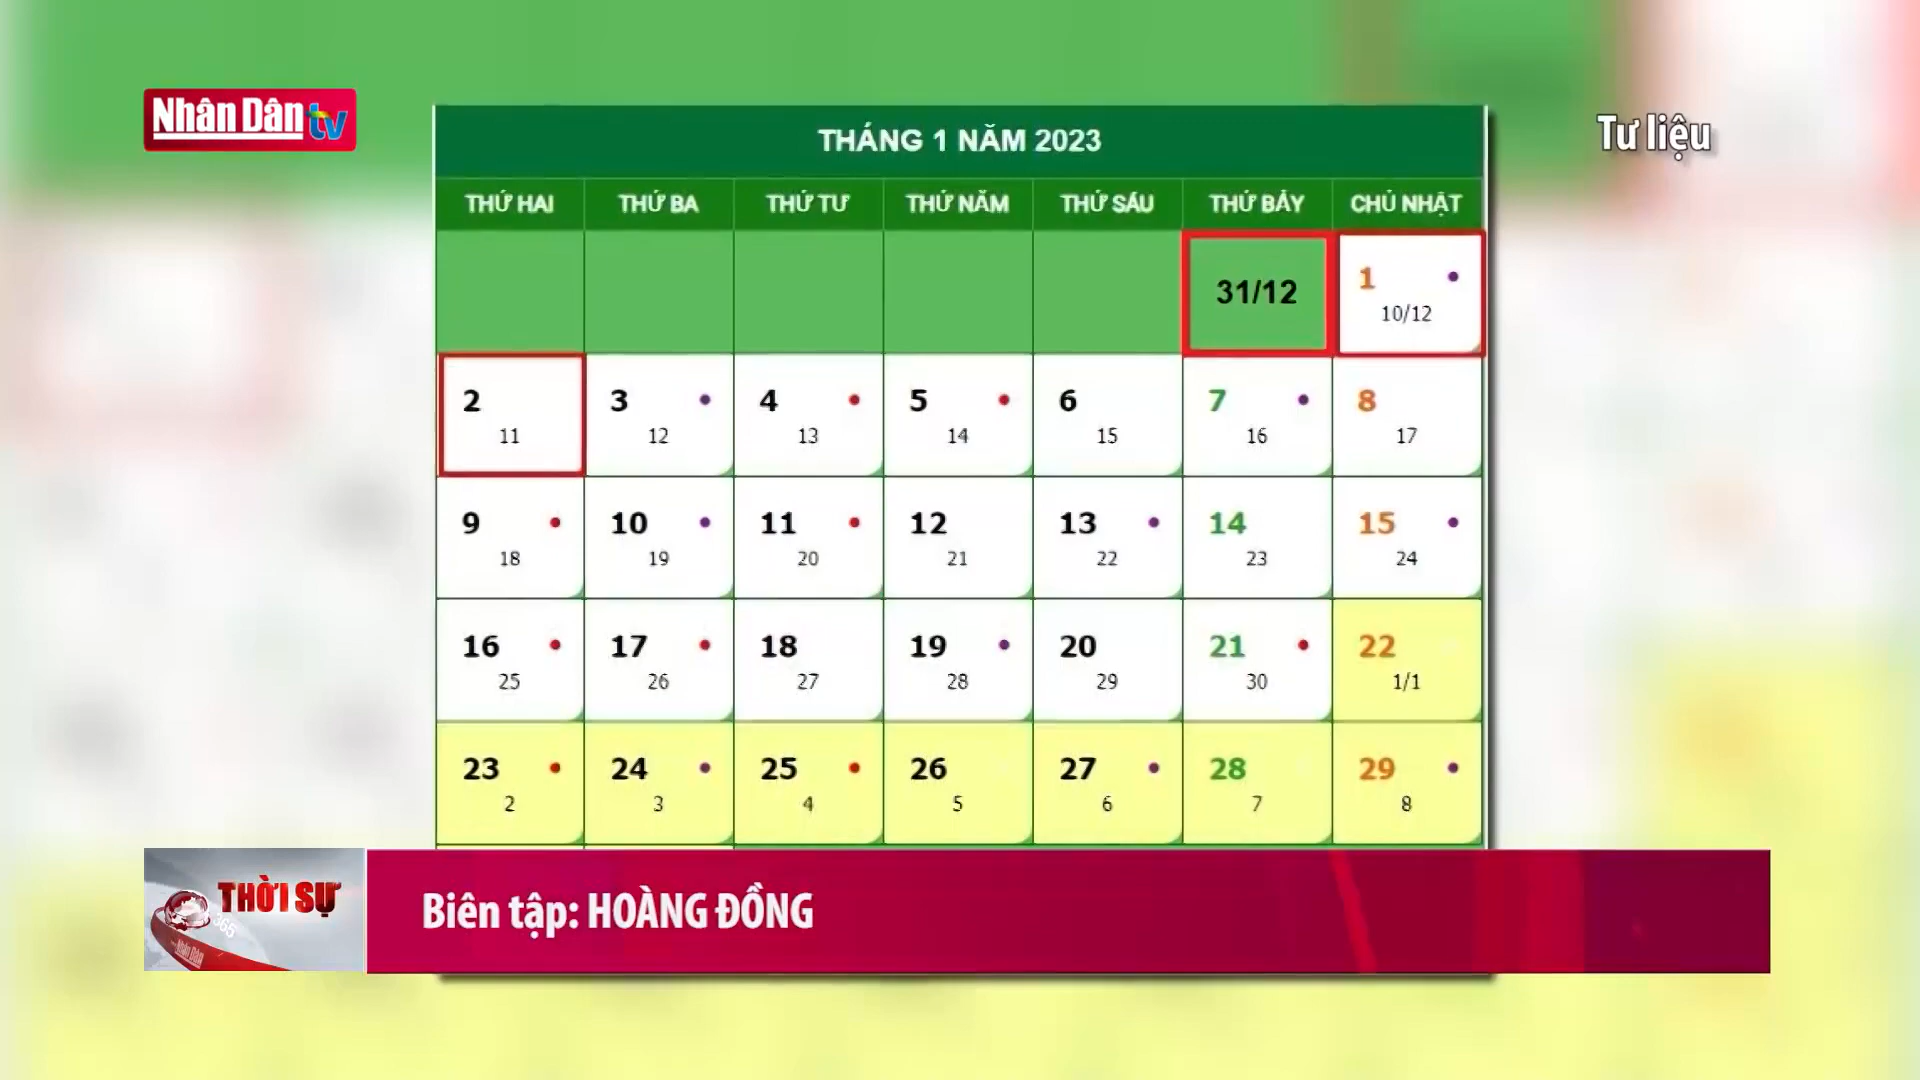 Nhân Dân tv
Tư liệu
THÁNG 1 NĂM 2023
THỨ HAI THỨ BA THỨ TƯ THỨ NĂM THỨ SÁU THỨ BẢY CHỦ NHẬT
31/12 1
10/12
2 3 4 5 6 7 8
11 12 13 14 15 16 17
9 10 11 12 13 14 15
18 19 20 21 22 23 24
16 17 18 19 20 21 22
25 26 27 28 29 30 1/1
23 24 25 26 27 28 29
2 3 4 5 6 7 8
THỜI SỰ
365
Nhân Dân
Biên tập: HOÀNG ĐỒNG